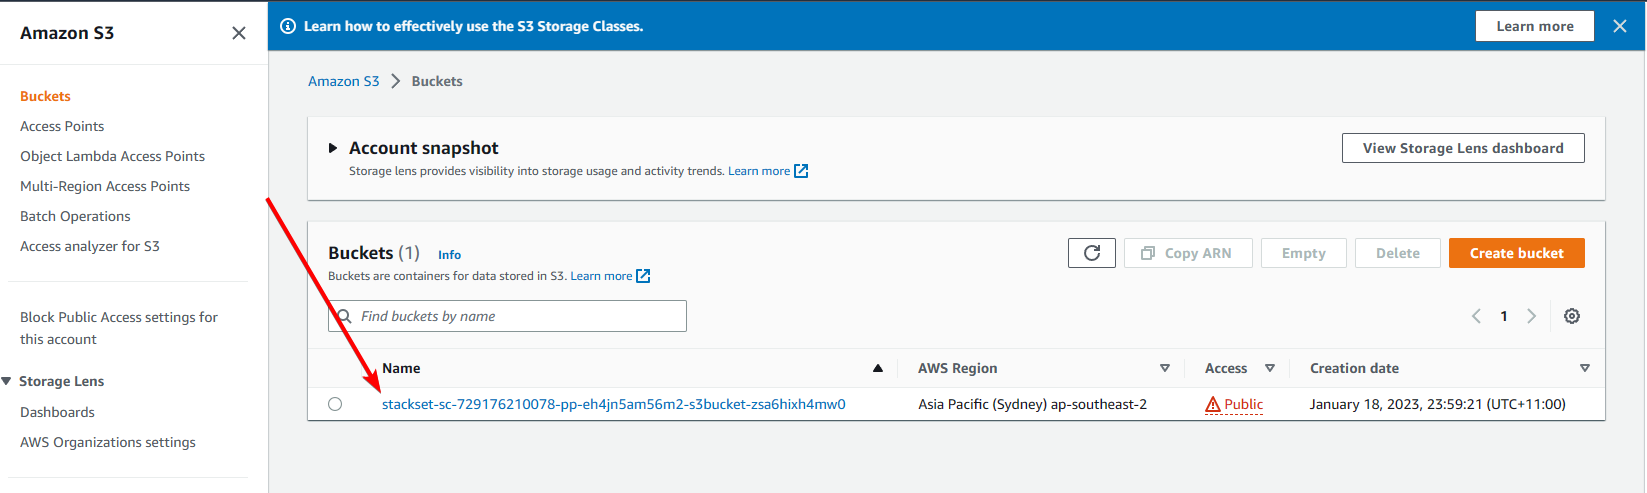 Amazon S3
Buckets
Access Points
Object Lambda Access Points
Multi-Region Access Points
Batch Operations
Access analyzer for S3
Block Public Access settings for
this account
Storage Lens
Dashboards
AWS Organizations settings
Learn how to effectively use the S3 Storage Classes.
Learn more
Amazon S3 > Buckets
Account snapshot
View Storage Lens dashboard
Storage lens provides visibility into storage usage and activity trends. Learn more
Buckets (1) Info
Copy ARN Empty Delete Create bucket
Buckets are containers for data stored in S3. Learn more
Find buckets by name
1
Name AWS Region Access Creation date
stackset-sc-729176210078-pp-eh4jn5am56m2-s3bucket-zsa6hixh4mw0 Asia Pacific (Sydney) ap-southeast-2 Public January 18, 2023, 23:59:21 (UTC+11:00)